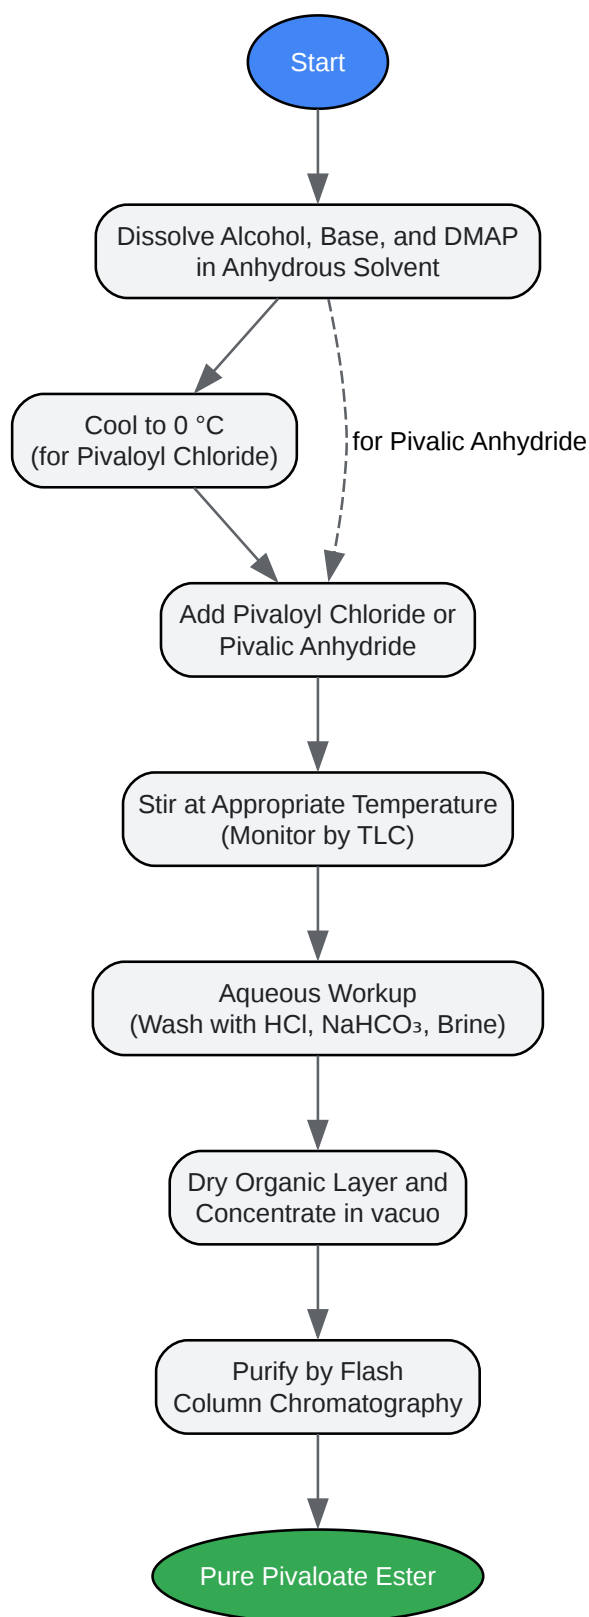 Start
Dissolve Alcohol, Base, and DMAP
in Anhydrous Solvent
Cool to 0 °C
(for Pivaloyl Chloride)
for Pivalic Anhydride
Add Pivaloyl Chloride or
Pivalic Anhydride
Stir at Appropriate Temperature
(Monitor by TLC)
Aqueous Workup
(Wash with HCl, NaHCO₃, Brine)
Dry Organic Layer and
Concentrate in vacuo
Purify by Flash
Column Chromatography
Pure Pivaloate Ester